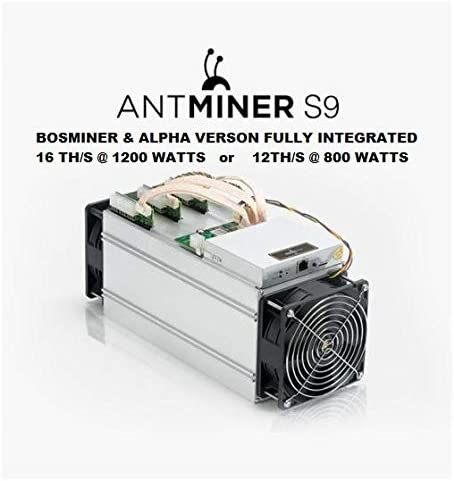 ANTMINER S9
BOSMINER & ALPHA VERSON FULLY INTEGRATED
16 TH/S @ 1200 WATTS or 12TH/S @ 800 WATTS